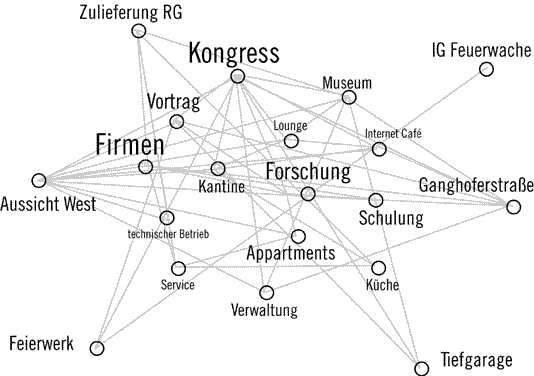 Zulieferung RG
Kongress
IG Feuerwache
Museum
Vortrag
Lounge
Internet Café
Firmen
Forschung
Kantine
Ganghoferstraße
Aussicht West
Schulung
technischer Betrieb
Appartments
Service
Küche
Verwaltung
Feierwerk
Tiefgarage